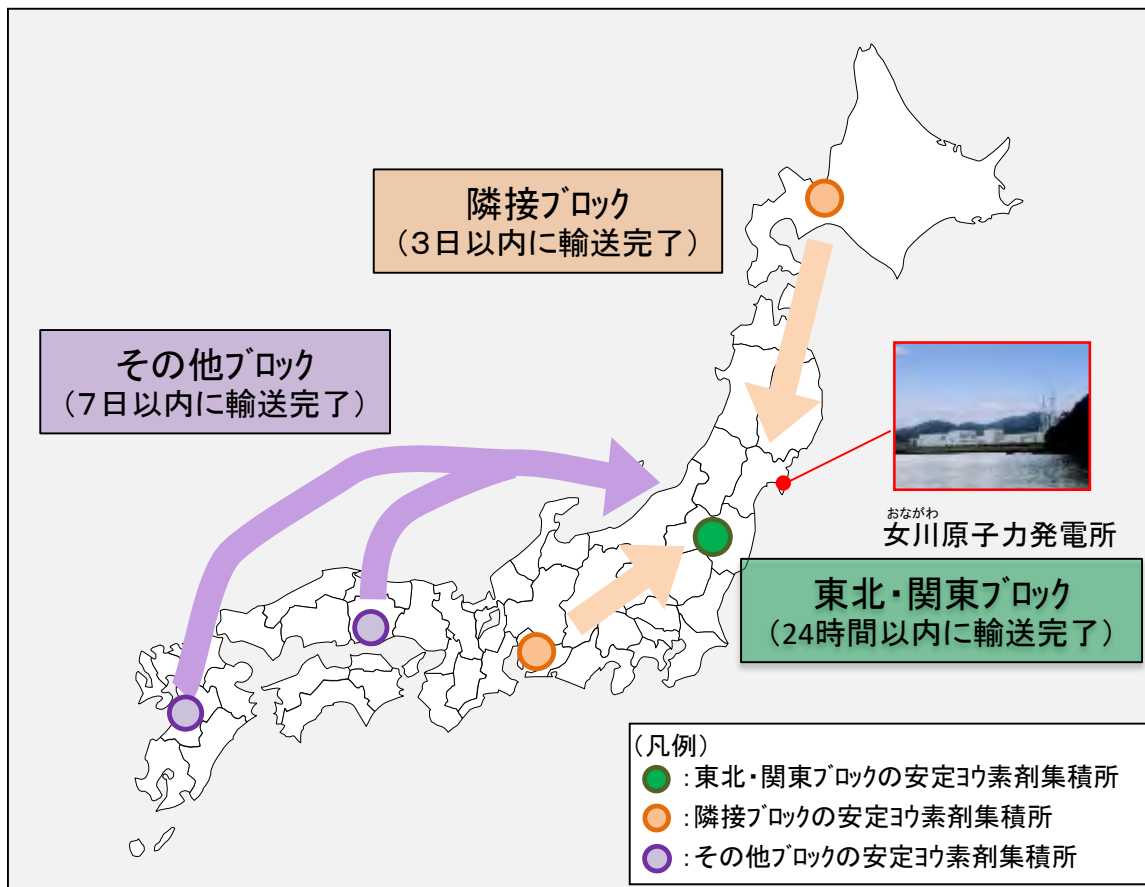 隣接ブロック
（３日以内に輸送完了）
その他ブロック
（７日以内に輸送完了）
おながわ
女川原子力発電所
東北・関東ブロック
（24時間以内に輸送完了）
（凡例）
：東北・関東ブロックの安定ヨウ素剤集積所
：隣接ブロックの安定ヨウ素剤集積所
：その他ブロックの安定ヨウ素剤集積所